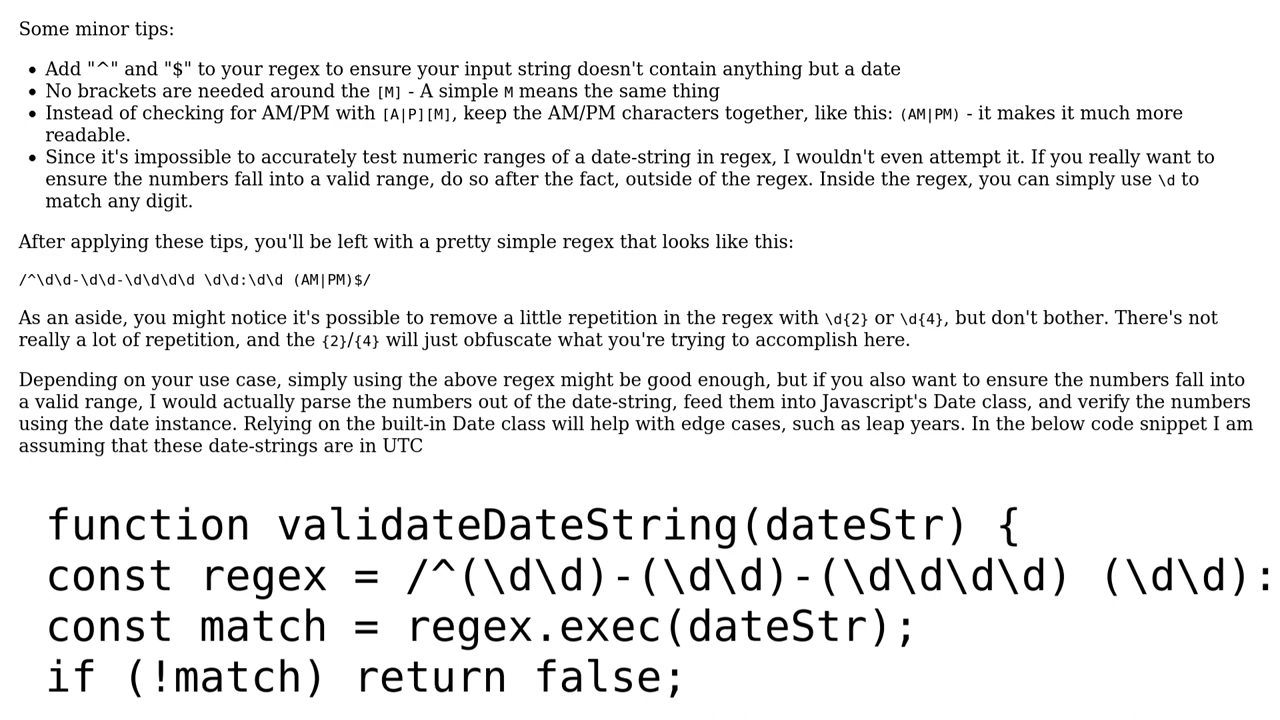 Some minor tips:
• Add "^" and "$" to your regex to ensure your input string doesn't contain anything but a date
• No brackets are needed around the [M] - A simple M means the same thing
• Instead of checking for AM/PM with [A|P][M], keep the AM/PM characters together, like this: (AM|PM) - it makes it much more
readable.
• Since it's impossible to accurately test numeric ranges of a date-string in regex, I wouldn't even attempt it. If you really want to
ensure the numbers fall into a valid range, do so after the fact, outside of the regex. Inside the regex, you can simply use \d to
match any digit.
After applying these tips, you'll be left with a pretty simple regex that looks like this:
/^\d\d-\d\d-\d\d\d\d \d\d:\d\d (AM|PM)$/
As an aside, you might notice it's possible to remove a little repetition in the regex with \d{2} or \d{4}, but don't bother. There's not
really a lot of repetition, and the {2}/{4} will just obfuscate what you're trying to accomplish here.
Depending on your use case, simply using the above regex might be good enough, but if you also want to ensure the numbers fall into
a valid range, I would actually parse the numbers out of the date-string, feed them into Javascript's Date class, and verify the numbers
using the date instance. Relying on the built-in Date class will help with edge cases, such as leap years. In the below code snippet I am
assuming that these date-strings are in UTC
function validateDateString(dateStr) {
const regex = /^(\d\d)-(\d\d)-(\d\d\d\d) (\d\d):
const match = regex.exec(dateStr);
if (!match) return false;